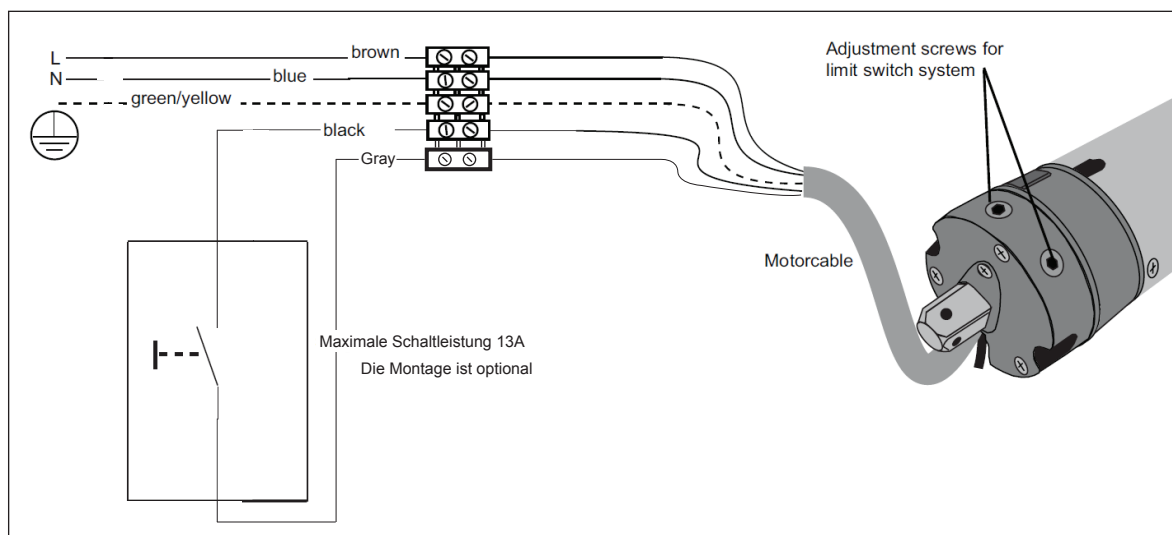 L
brown
N
blue
green/yellow
black
Gray
Adjustment screws for
limit switch system
Motorcable
Maximale Schaltleistung 13A
Die Montage ist optional